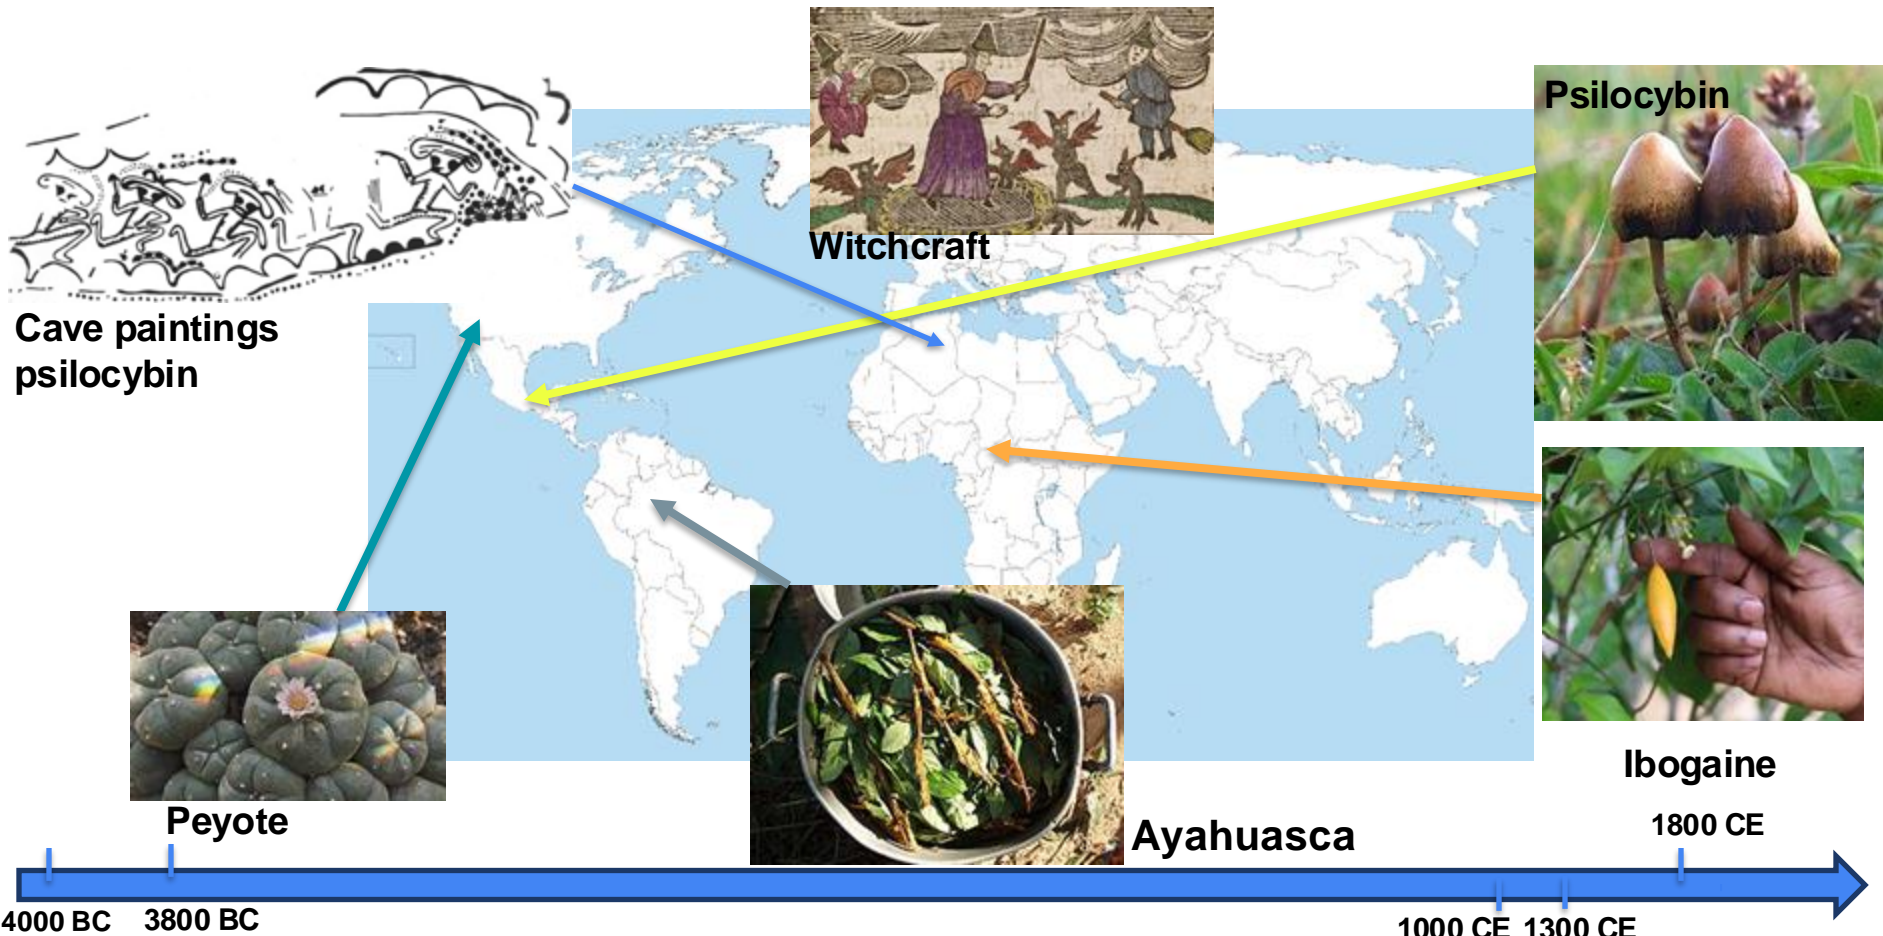 Psilocybin
Witchcraft
Cave paintings
psilocybin
Ibogaine
Peyote
Ayahuasca
1800 CE
4000 BC
3800 BC
1000 CE
1300 CE